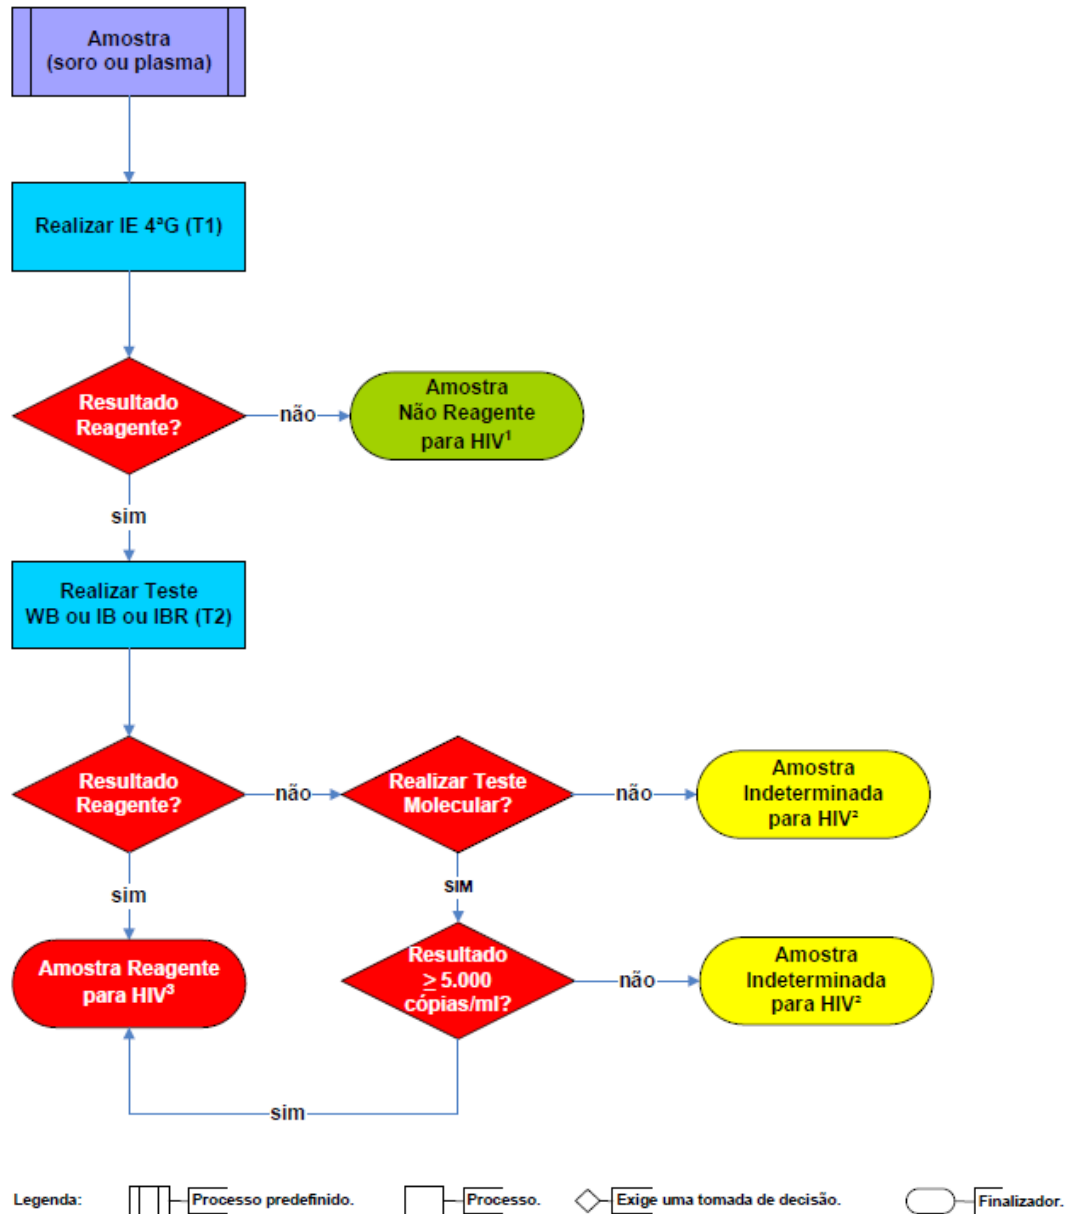 Amostra
(soro ou plasma)
Realizar IE 4ªG (T1)
Resultado
Reagente?
não
Amostra
Não Reagente
para HIV¹
sim
Realizar Teste
WB ou IB ou IBR (T2)
Resultado
Reagente?
não
Realizar Teste
Molecular?
não
Amostra
Indeterminada
para HIV²
sim
SIM
Amostra Reagente
para HIV³
Resultado
≥ 5.000
cópias/ml?
não
Amostra
Indeterminada
para HIV²
sim
Legenda:
Processo predefinido.
Processo.
Exige uma tomada de decisão.
Finalizador.